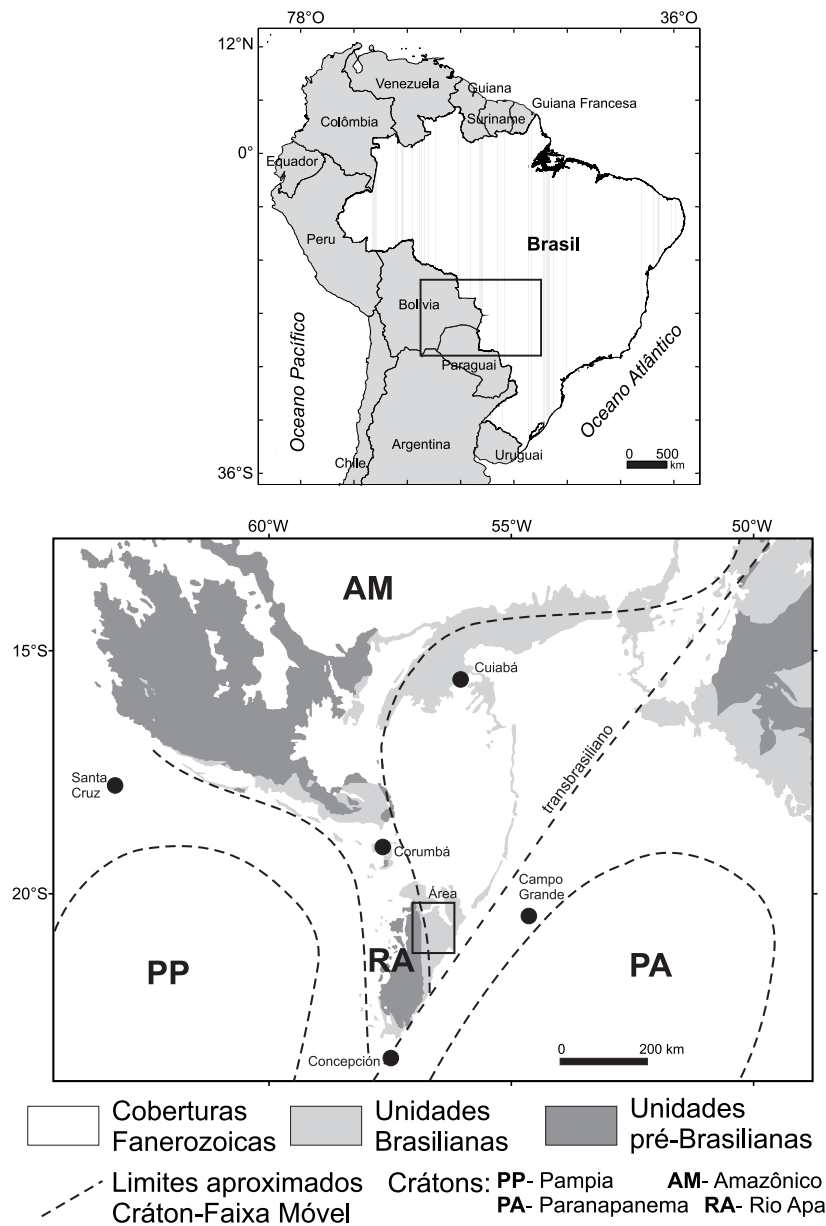 78°O 36°O
12°N
Venezuela
Guiana
Guiana Francesa
Suriname
Colômbia
0°
Equador
Peru
Brasil
Bolivia
Paraguai
Oceano Pacífico
Oceano Atlântico
Argentina
Chile
Uruguai
0 500
km
36°S
60°W 55°W 50°W
AM
15°S
Cuiabá
transbrasiliano
Santa
Cruz
Corumbá
Campo
Grande
20°S
Área
PP
RA
PA
Concepción
0 200 km
Coberturas
Fanerozoicas
Unidades
Brasilianas
Unidades
pré-Brasilianas
Limites aproximados
Cráton-Faixa Móvel
Crátons: PP- Pampia AM- Amazônico
PA- Paranapanema RA- Rio Apa